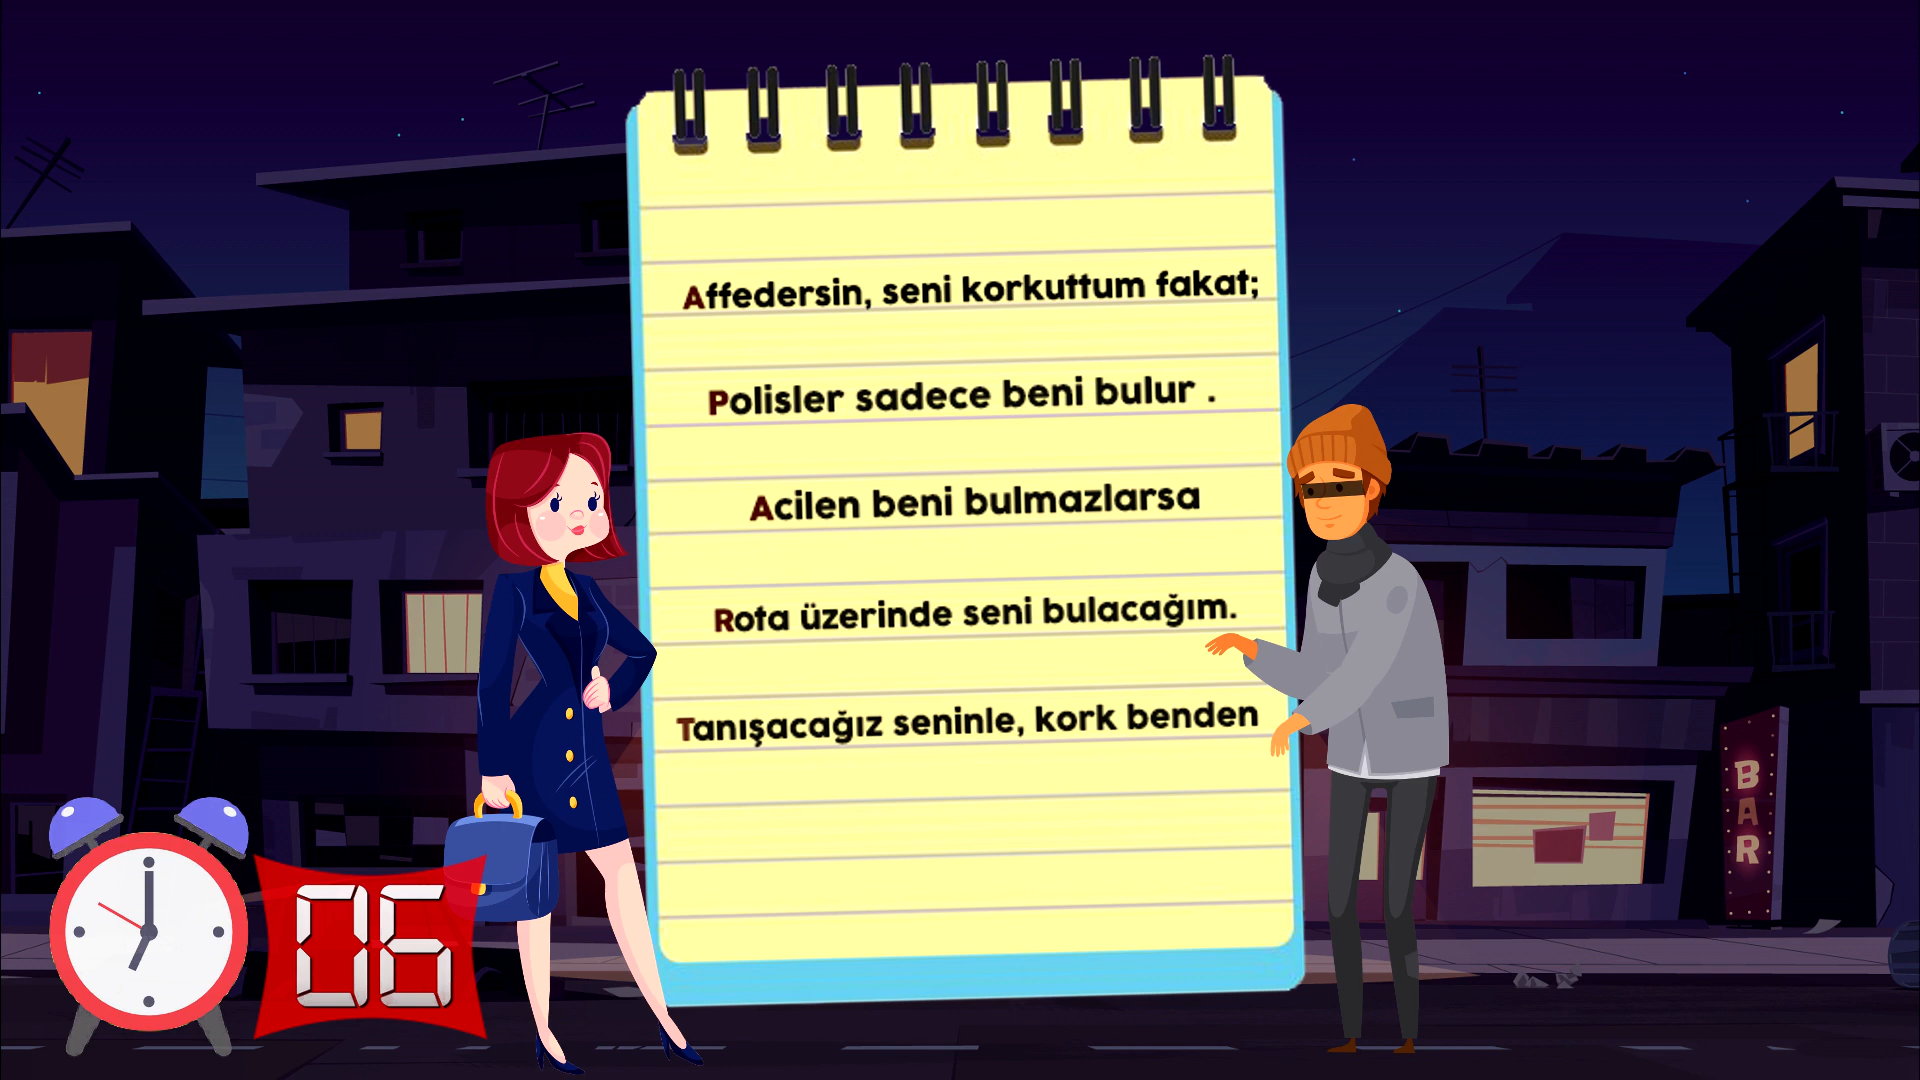 Affedersin, seni korkuttum fakat;
Polisler sadece beni bulur .
Acilen beni bulmazlarsa
Rota üzerinde seni bulacağım.
Tanışacağız seninle, kork benden
BAR
06